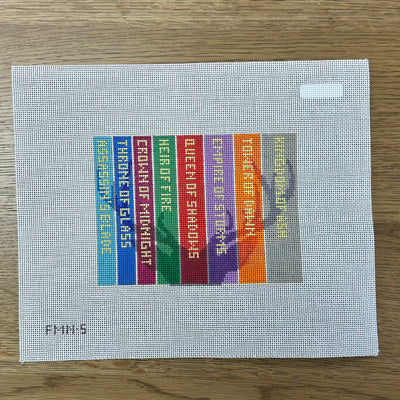 ASSASSIN'S BLADE
THRONE OF GLASS
CROWN OF MIDNIGHT
HEIR OF FIRE
QUEEN OF SHADOWS
EMPIRE OF STORMS
TOWER OF DAWN
KINGDOM OF ASH
FMN-5